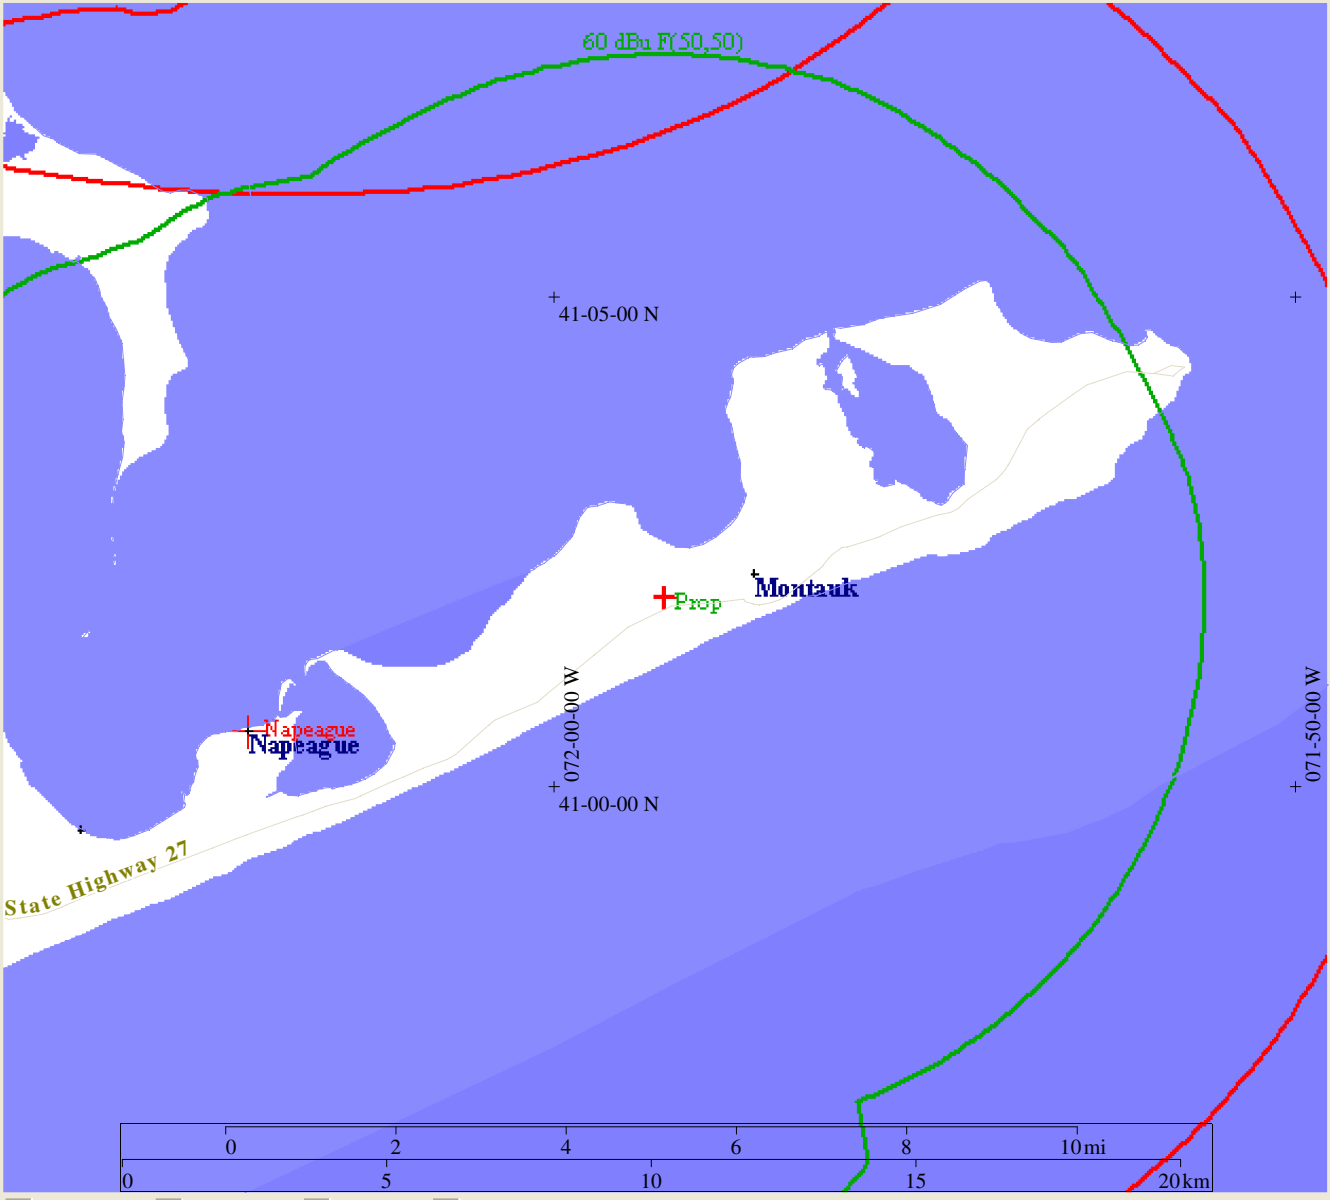 60 dBu F(50,50)
41-05-00 N
Montauk
Prop
072-00-00 W
071-50-00 W
Napeague
Napeague
41-00-00 N
State Highway 27
0 2 4 6 8 10 mi
0 5 10 15 20 km